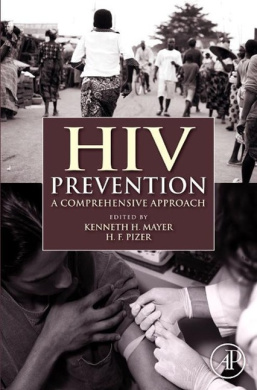 HIV
PREVENTION
A COMPREHENSIVE APPROACH
EDITED BY
KENNETH H. MAYER
H. F. PIZER
AP